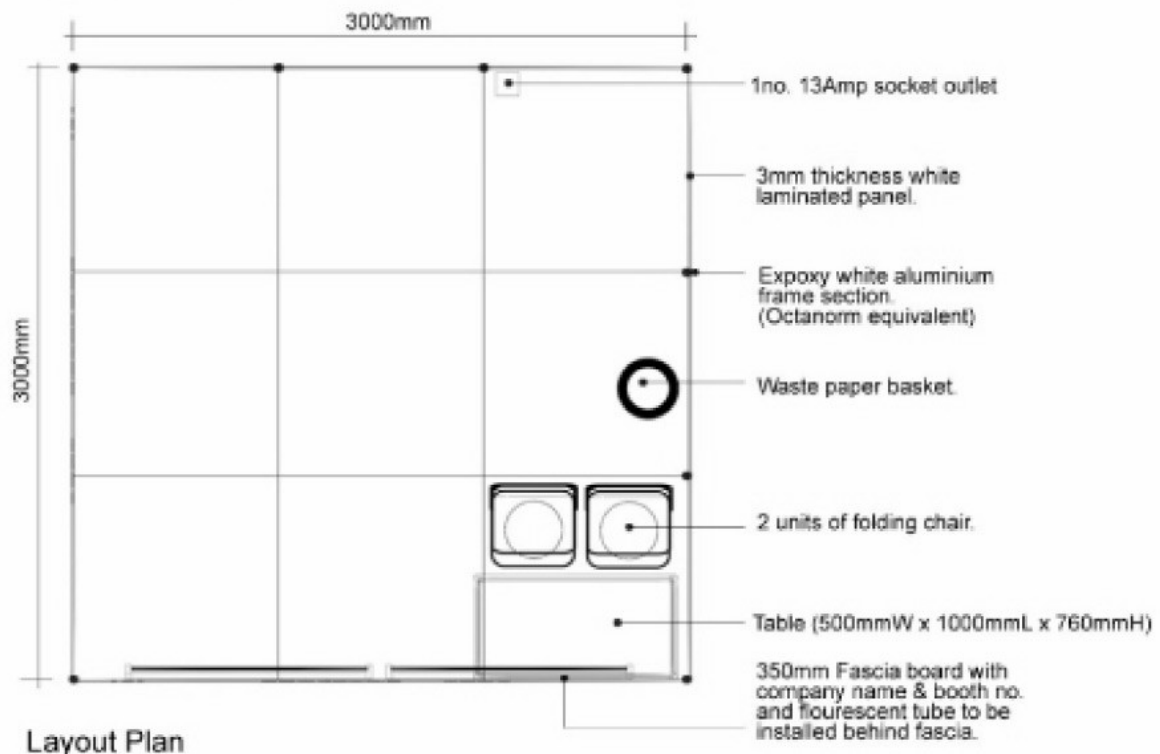 3000mm
3000mm
1no. 13Amp socket outlet
3mm thickness white
laminated panel.
Expoxy white aluminium
frame section.
(Octanorm equivalent)
Waste paper basket.
2 units of folding chair.
Table (500mmW x 1000mmL x 760mmH)
350mm Fascia board with
company name & booth no.
and flourescent tube to be
installed behind fascia.
Layout Plan